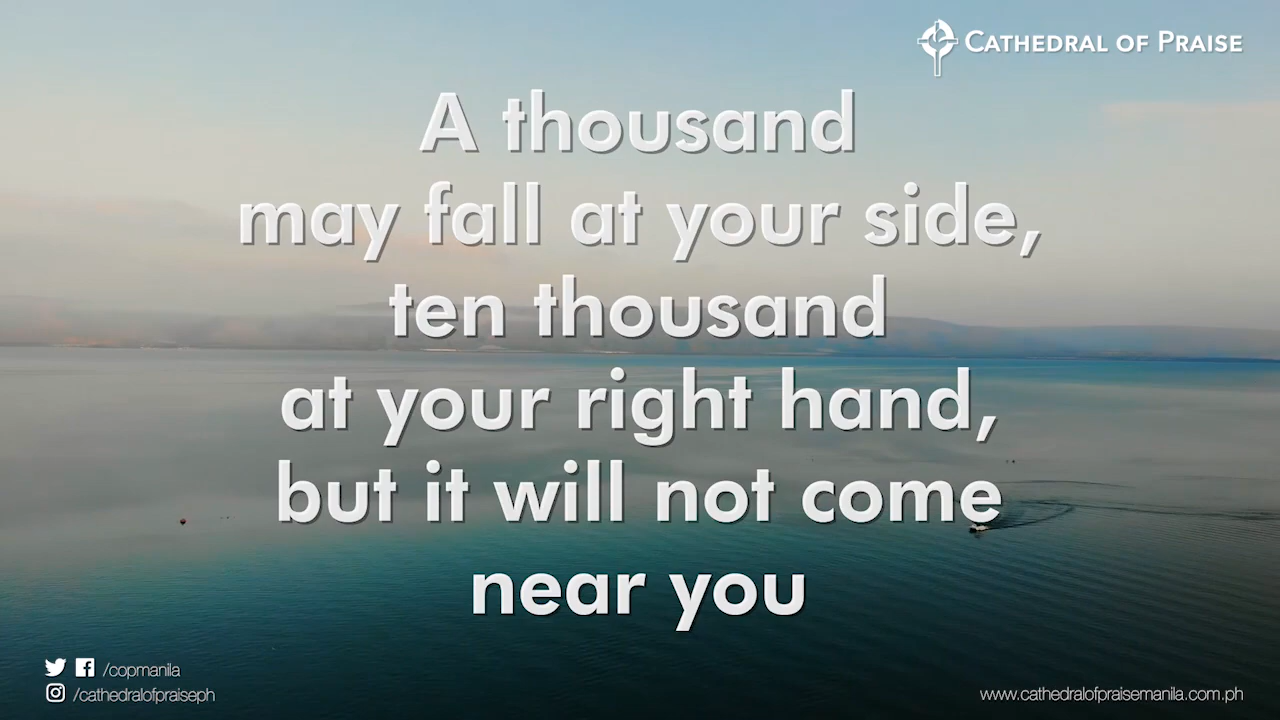 CATHEDRAL OF PRAISE
A thousand
may fall at your side,
ten thousand
at your right hand,
but it will not come
near you
/copmanila
/cathedralofpraiseph
www.cathedralofpraisemanila.com.ph